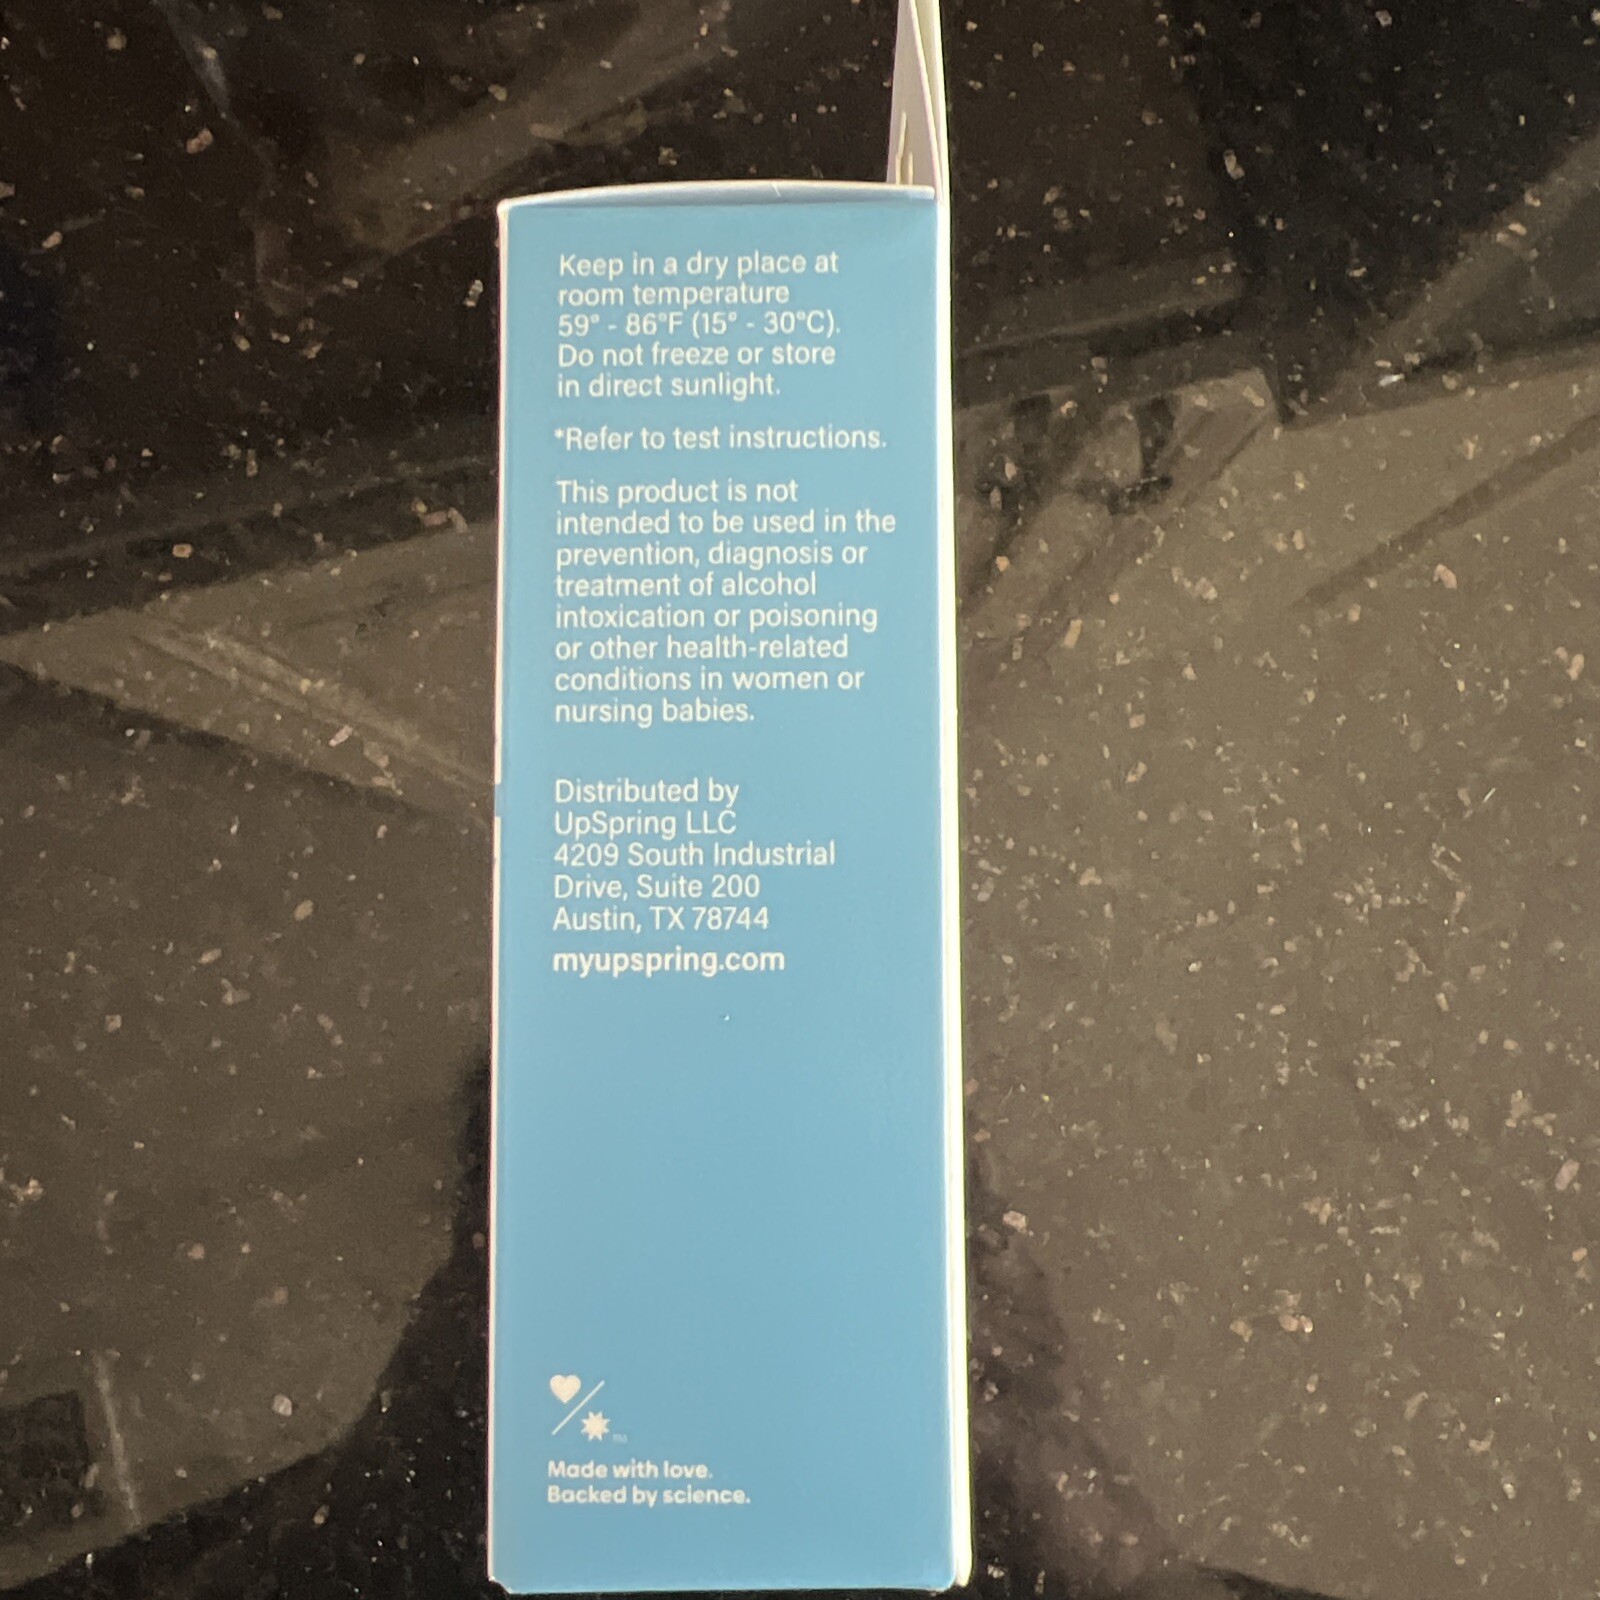 Keep in a dry place at
room temperature
59° - 86°F (15° - 30°C).
Do not freeze or store
in direct sunlight.
*Refer to test instructions.
This product is not
intended to be used in the
prevention, diagnosis or
treatment of alcohol
intoxication or poisoning
or other health-related
conditions in women or
nursing babies.
Distributed by
UpSpring LLC
4209 South Industrial
Drive, Suite 200
Austin, TX 78744
myupspring.com
TM
Made with love.
Backed by science.